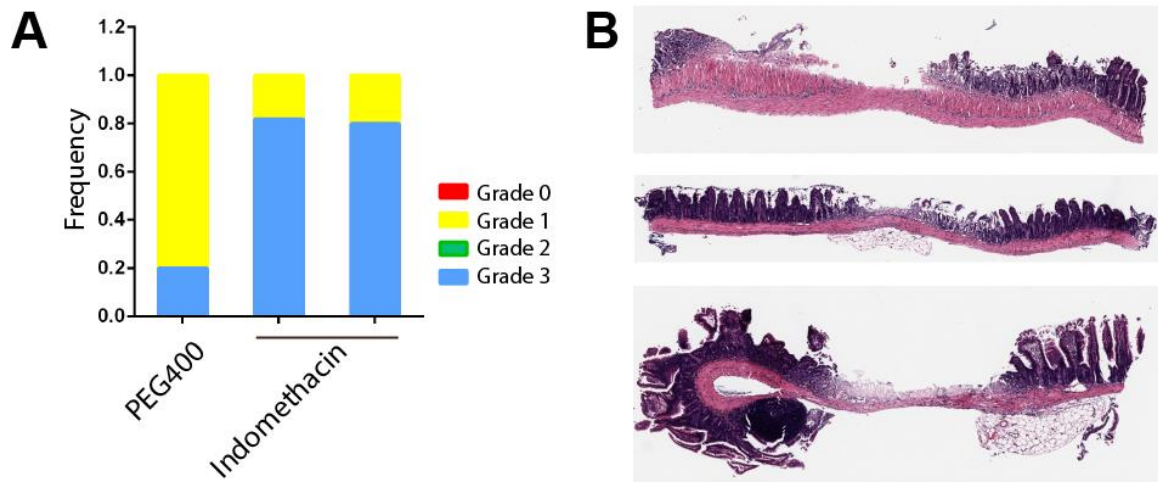 A
B
Frequency
1.2
1.0
0.8
0.6
0.4
0.2
0.0
PEG400
Indomethacin
Grade 0
Grade 1
Grade 2
Grade 3